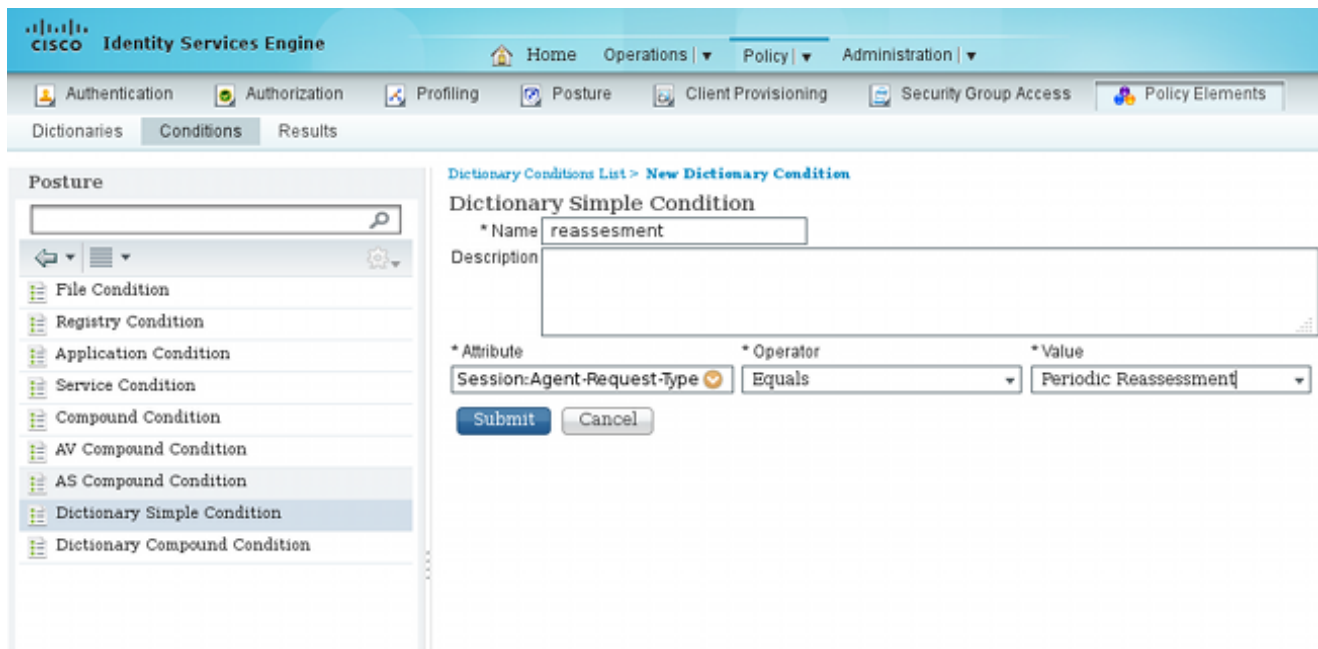 CISCO Identity Services Engine
Home Operations Policy Administration
Authentication Authorization Profiling Posture Client Provisioning Security Group Access Policy Elements
Dictionaries Conditions Results
Posture
File Condition
Registry Condition
Application Condition
Service Condition
Compound Condition
AV Compound Condition
AS Compound Condition
Dictionary Simple Condition
Dictionary Compound Condition
Dictionary Conditions List > New Dictionary Condition
Dictionary Simple Condition
* Name reassesment
Description
* Attribute * Operator * Value
Session:Agent-Request-Type Equals Periodic Reassessment
Submit Cancel